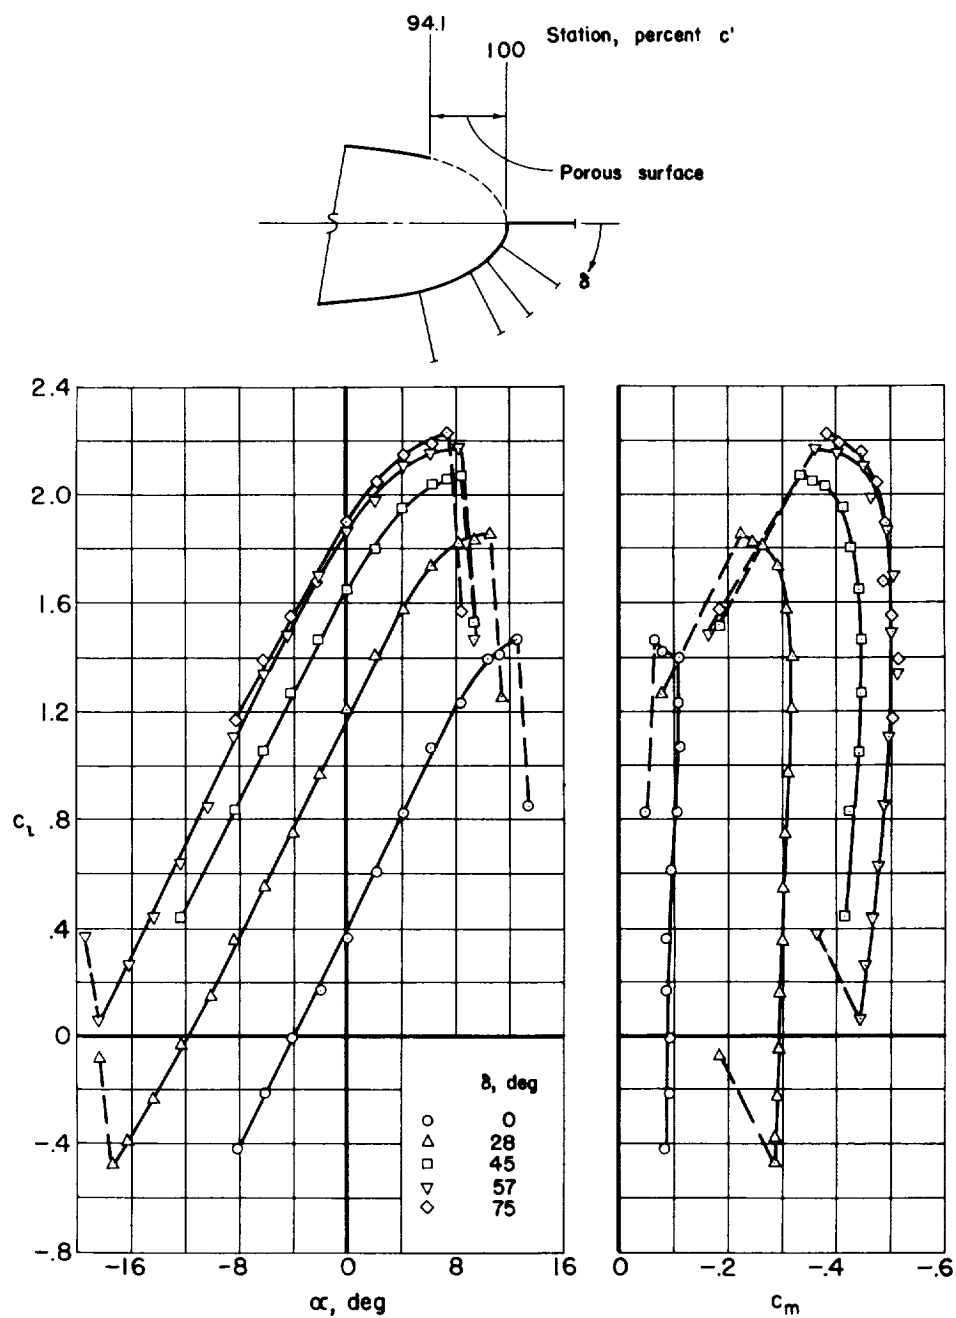 94.1
Station, percent c'
100
Porous surface
δ
2.4
2.0
1.6
1.2
.8
.4
0
-.4
-.8
c_l
-16 -8 0 8 16
α, deg
δ, deg
0
28
45
57
75
0 -.2 -.4 -.6
c_m